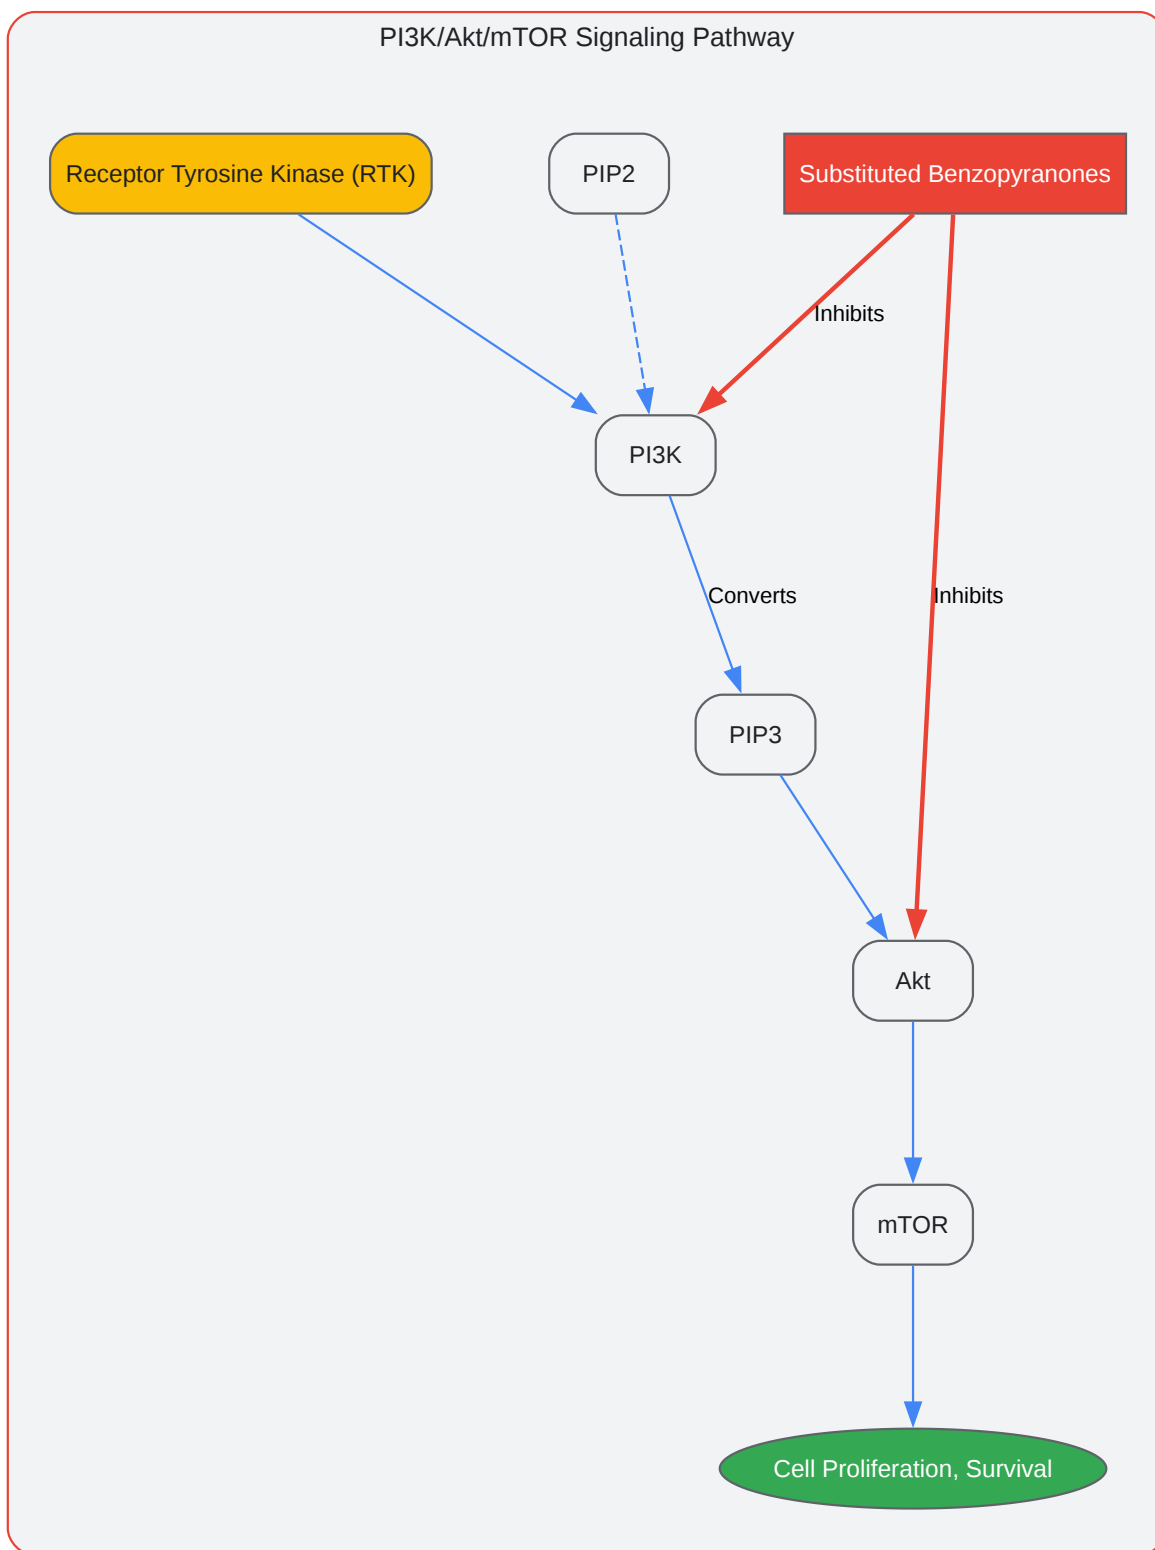 PI3K/Akt/mTOR Signaling Pathway
Receptor Tyrosine Kinase (RTK)
PIP2
Substituted Benzopyranones
Inhibits
PI3K
Converts
Inhibits
PIP3
Akt
mTOR
Cell Proliferation, Survival